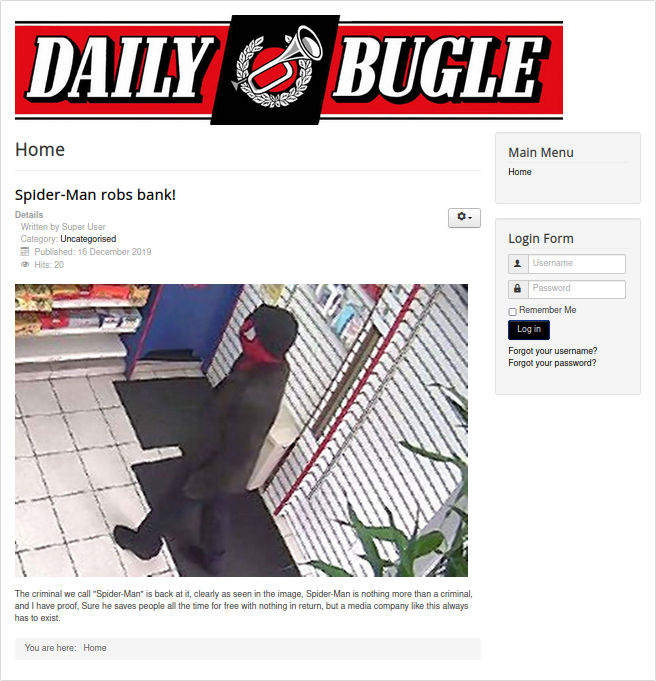 DAILY BUGLE
Home
Spider-Man robs bank!
Details
Written by Super User
Category: Uncategorised
Published: 16 December 2019
Hits: 20
The criminal we call "Spider-Man" is back at it, clearly as seen in the image, Spider-Man is nothing more than a criminal,
and I have proof, Sure he saves people all the time for free with nothing in return, but a media company like this always
has to exist.
You are here: Home
Main Menu
Home
Login Form
Username
Password
Remember Me
Log in
Forgot your username?
Forgot your password?